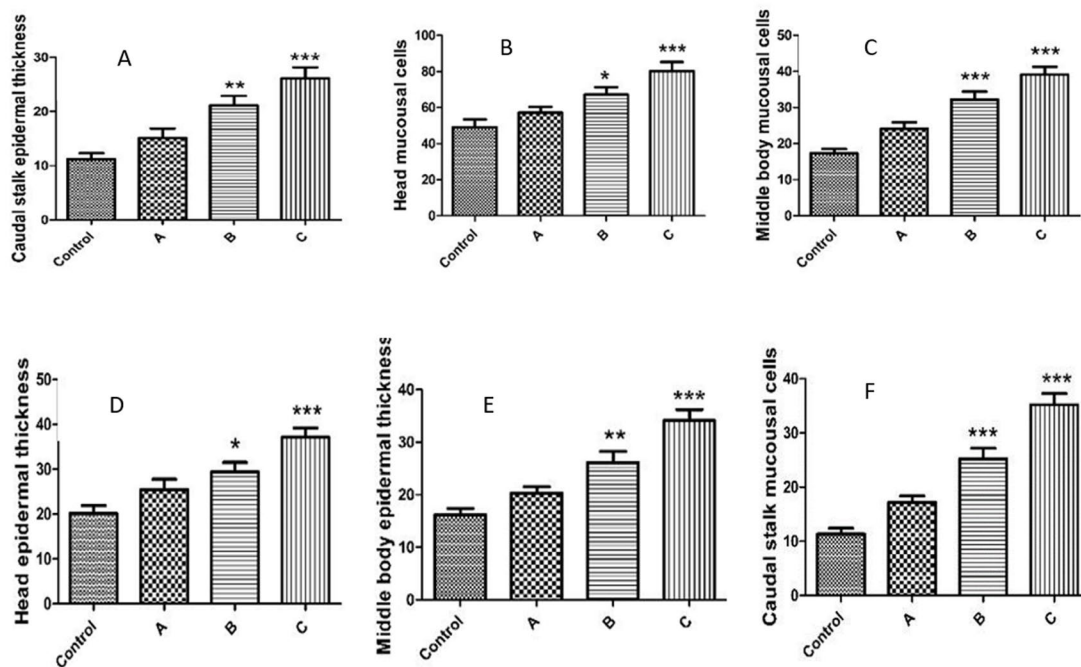 A
Caudal stalk epidermal thickness
30
20
10
0
**
***
Control
A
B
C
B
Head mucousal cells
100
80
60
40
20
0
*
***
Control
A
B
C
C
Middle body mucousal cells
50
40
30
20
10
0
***
***
Control
A
B
C
D
Head epidermal thickness
50
40
30
20
10
0
*
***
Control
A
B
C
E
Middle body epidermal thickness
40
30
20
10
0
**
***
Control
A
B
C
F
Caudal stalk mucousal cells
40
30
20
10
0
***
***
Control
A
B
C